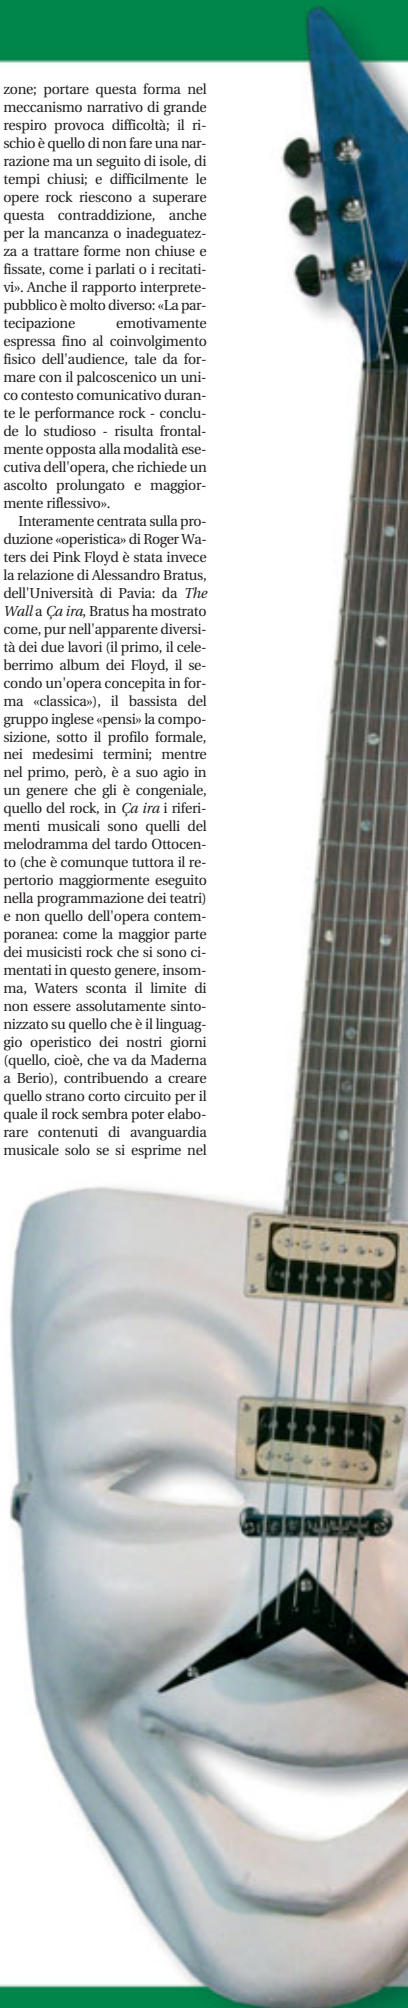 zone; portare questa forma nel
meccanismo narrativo di grande
respiro provoca difficoltà; il ri-
schio è quello di non fare una nar-
razione ma un seguito di isole, di
tempi chiusi; e difficilmente le
opere rock riescono a superare
questa contraddizione, anche
per la mancanza o inadeguatez-
za a trattare forme non chiuse e
fissate, come i parlati o i recitati-
vi». Anche il rapporto interprete-
pubblico è molto diverso: «La par-
tecipazione emotivamente
espressa fino al coinvolgimento
fisico dell'audience, tale da for-
mare con il palcoscenico un uni-
co contesto comunicativo duran-
te le performance rock - conclu-
de lo studioso - risulta frontal-
mente opposta alla modalità ese-
cutiva dell'opera, che richiede un
ascolto prolungato e maggior-
mente riflessivo».
Interamente centrata sulla pro-
duzione «operistica» di Roger Wa-
ters dei Pink Floyd è stata invece
la relazione di Alessandro Bratus,
dell'Università di Pavia: da The
Wall a Ça ira, Bratus ha mostrato
come, pur nell'apparente diversi-
tà dei due lavori (il primo, il cele-
berrimo album dei Floyd, il se-
condo un'opera concepita in for-
ma «classica»), il bassista del
gruppo inglese «pensi» la compo-
sizione, sotto il profilo formale,
nei medesimi termini; mentre
nel primo, però, è a suo agio in
un genere che gli è congeniale,
quello del rock, in Ça ira i riferi-
menti musicali sono quelli del
melodramma del tardo Ottocen-
to (che è comunque tuttora il re-
pertorio maggiormente eseguito
nella programmazione dei teatri)
e non quello dell'opera contem-
poranea: come la maggior parte
dei musicisti rock che si sono ci-
mentati in questo genere, insom-
ma, Waters sconta il limite di
non essere assolutamente sinto-
nizzato su quello che è il linguag-
gio operistico dei nostri giorni
(quello, cioè, che va da Maderna
a Berio), contribuendo a creare
quello strano corto circuito per il
quale il rock sembra poter elabo-
rare contenuti di avanguardia
musicale solo se si esprime nel